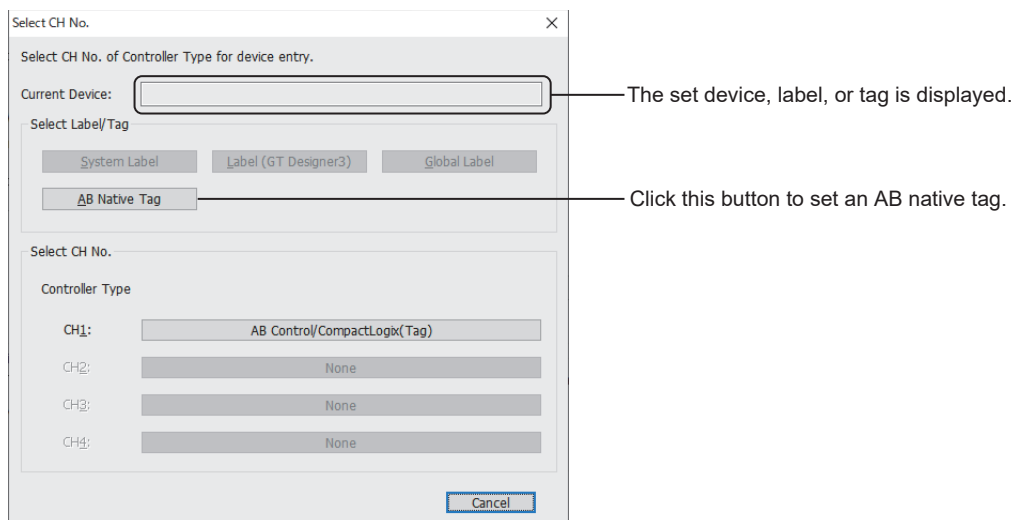 Select CH No.
Select CH No. of Controller Type for device entry.
Current Device:
The set device, label, or tag is displayed.
Select Label/Tag
System Label Label (GT Designer3) Global Label
AB Native Tag
Click this button to set an AB native tag.
Select CH No.
Controller Type
CH1: AB Control/CompactLogix(Tag)
CH2: None
CH3: None
CH4: None
Cancel